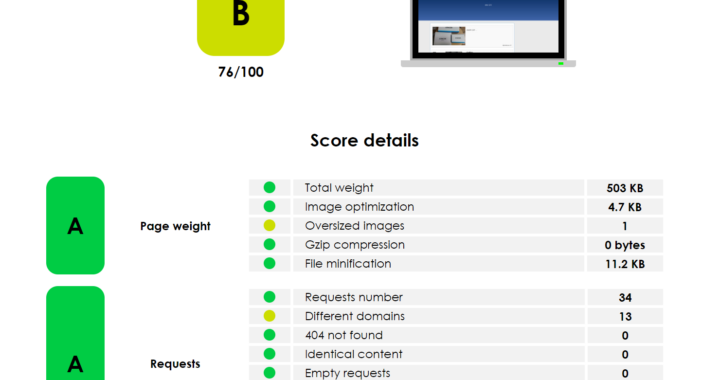 B
76/100
Score details
A
Page weight
Total weight 503 KB
Image optimization 4.7 KB
Oversized images 1
Gzip compression 0 bytes
File minification 11.2 KB
A
Requests
Requests number 34
Different domains 13
404 not found 0
Identical content 0
Empty requests 0